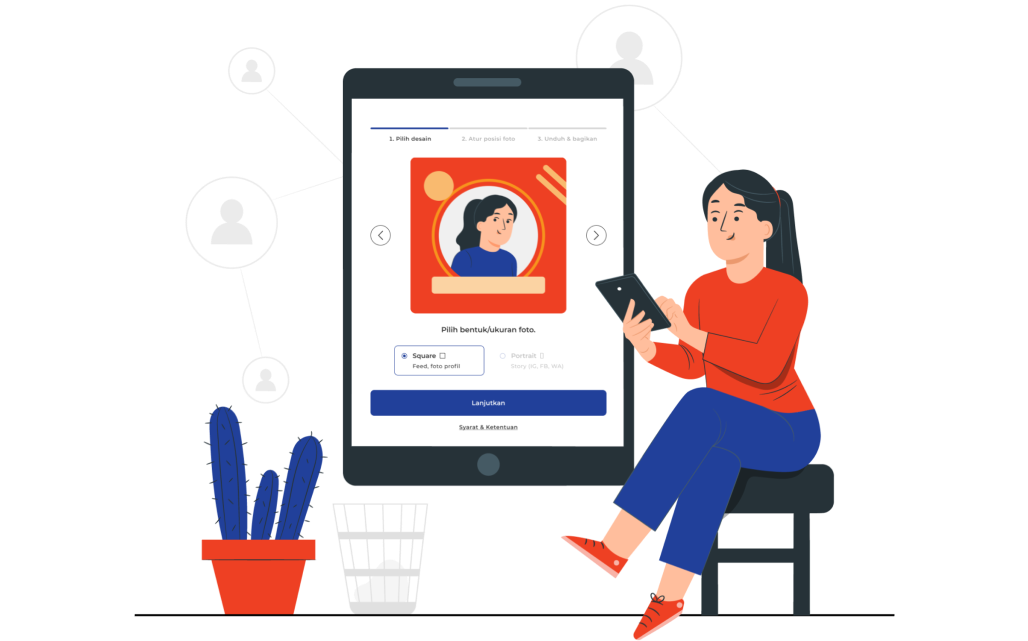 1. Pilih desain
2. Atur posisi foto
3. Unduh & bagikan
Pilih bentuk/ukuran foto.
Square
Feed, foto profil
Portrait
Story (IG, FB, WA)
Lanjutkan
Syarat & Ketentuan